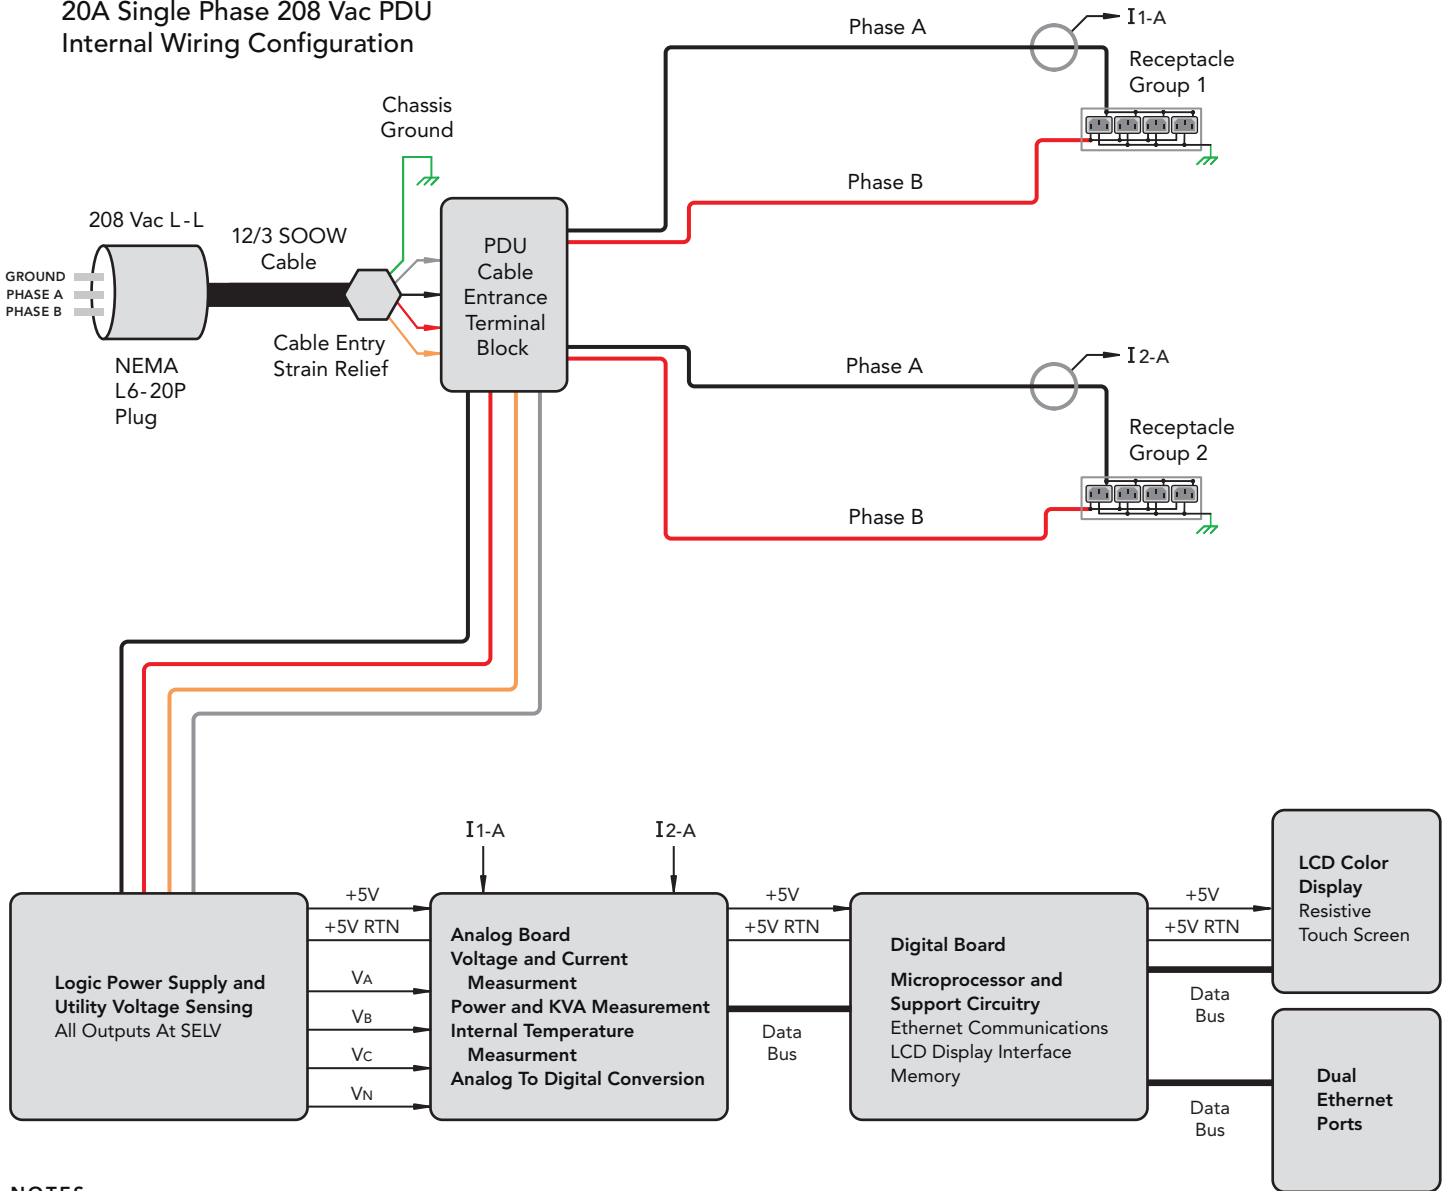 20A Single Phase 208 Vac PDU
Internal Wiring Configuration
Chassis
Ground
208 Vac L-L
12/3 SOOW
Cable
GROUND
PHASE A
PHASE B
NEMA
L6-20P
Plug
Cable Entry
Strain Relief
PDU
Cable
Entrance
Terminal
Block
Phase A
I1-A
Receptacle
Group 1
Phase B
Phase A
I2-A
Receptacle
Group 2
Phase B
I1-A
I2-A
Logic Power Supply and
Utility Voltage Sensing
All Outputs At SELV
+5V
+5V RTN
VA
VB
VC
VN
Analog Board
Voltage and Current
Measurment
Power and KVA Measurement
Internal Temperature
Measurment
Analog To Digital Conversion
+5V
+5V RTN
Data
Bus
Digital Board
Microprocessor and
Support Circuitry
Ethernet Communications
LCD Display Interface
Memory
+5V
+5V RTN
Data
Bus
Data
Bus
LCD Color
Display
Resistive
Touch Screen
Dual
Ethernet
Ports
NOTES